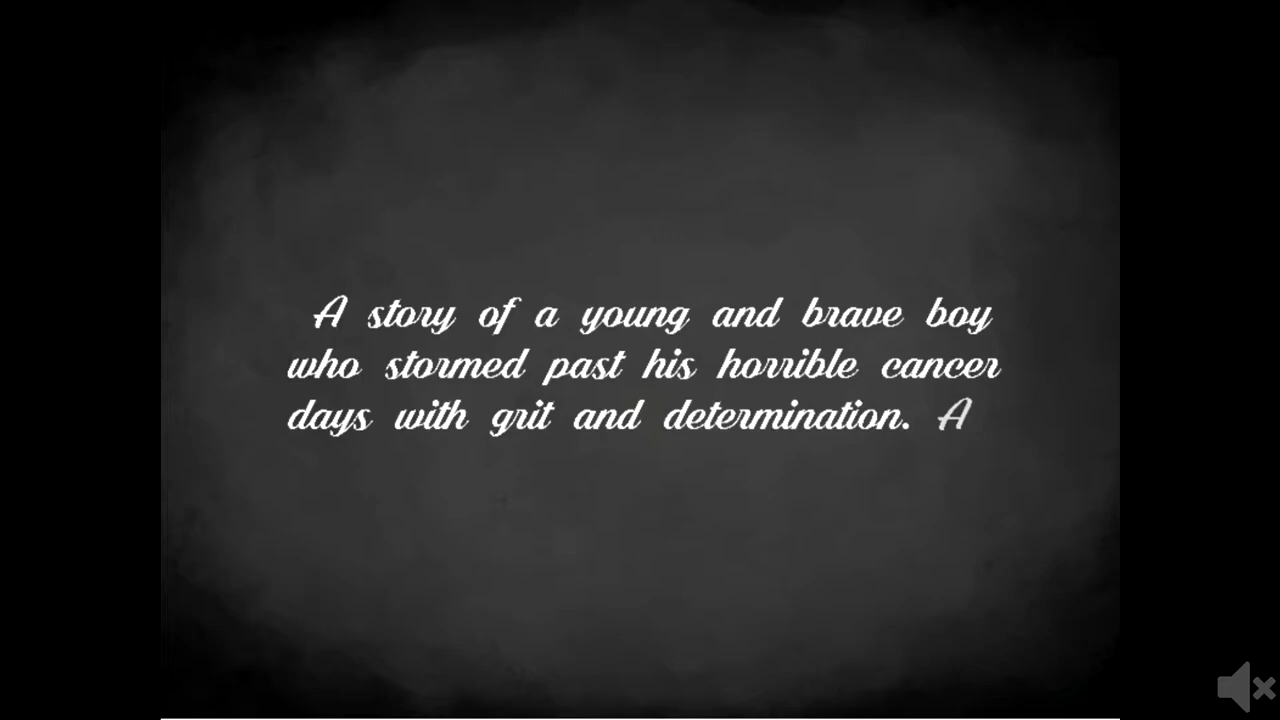 A story of a young and brave boy
who stormed past his horrible cancer
days with grit and determination. A